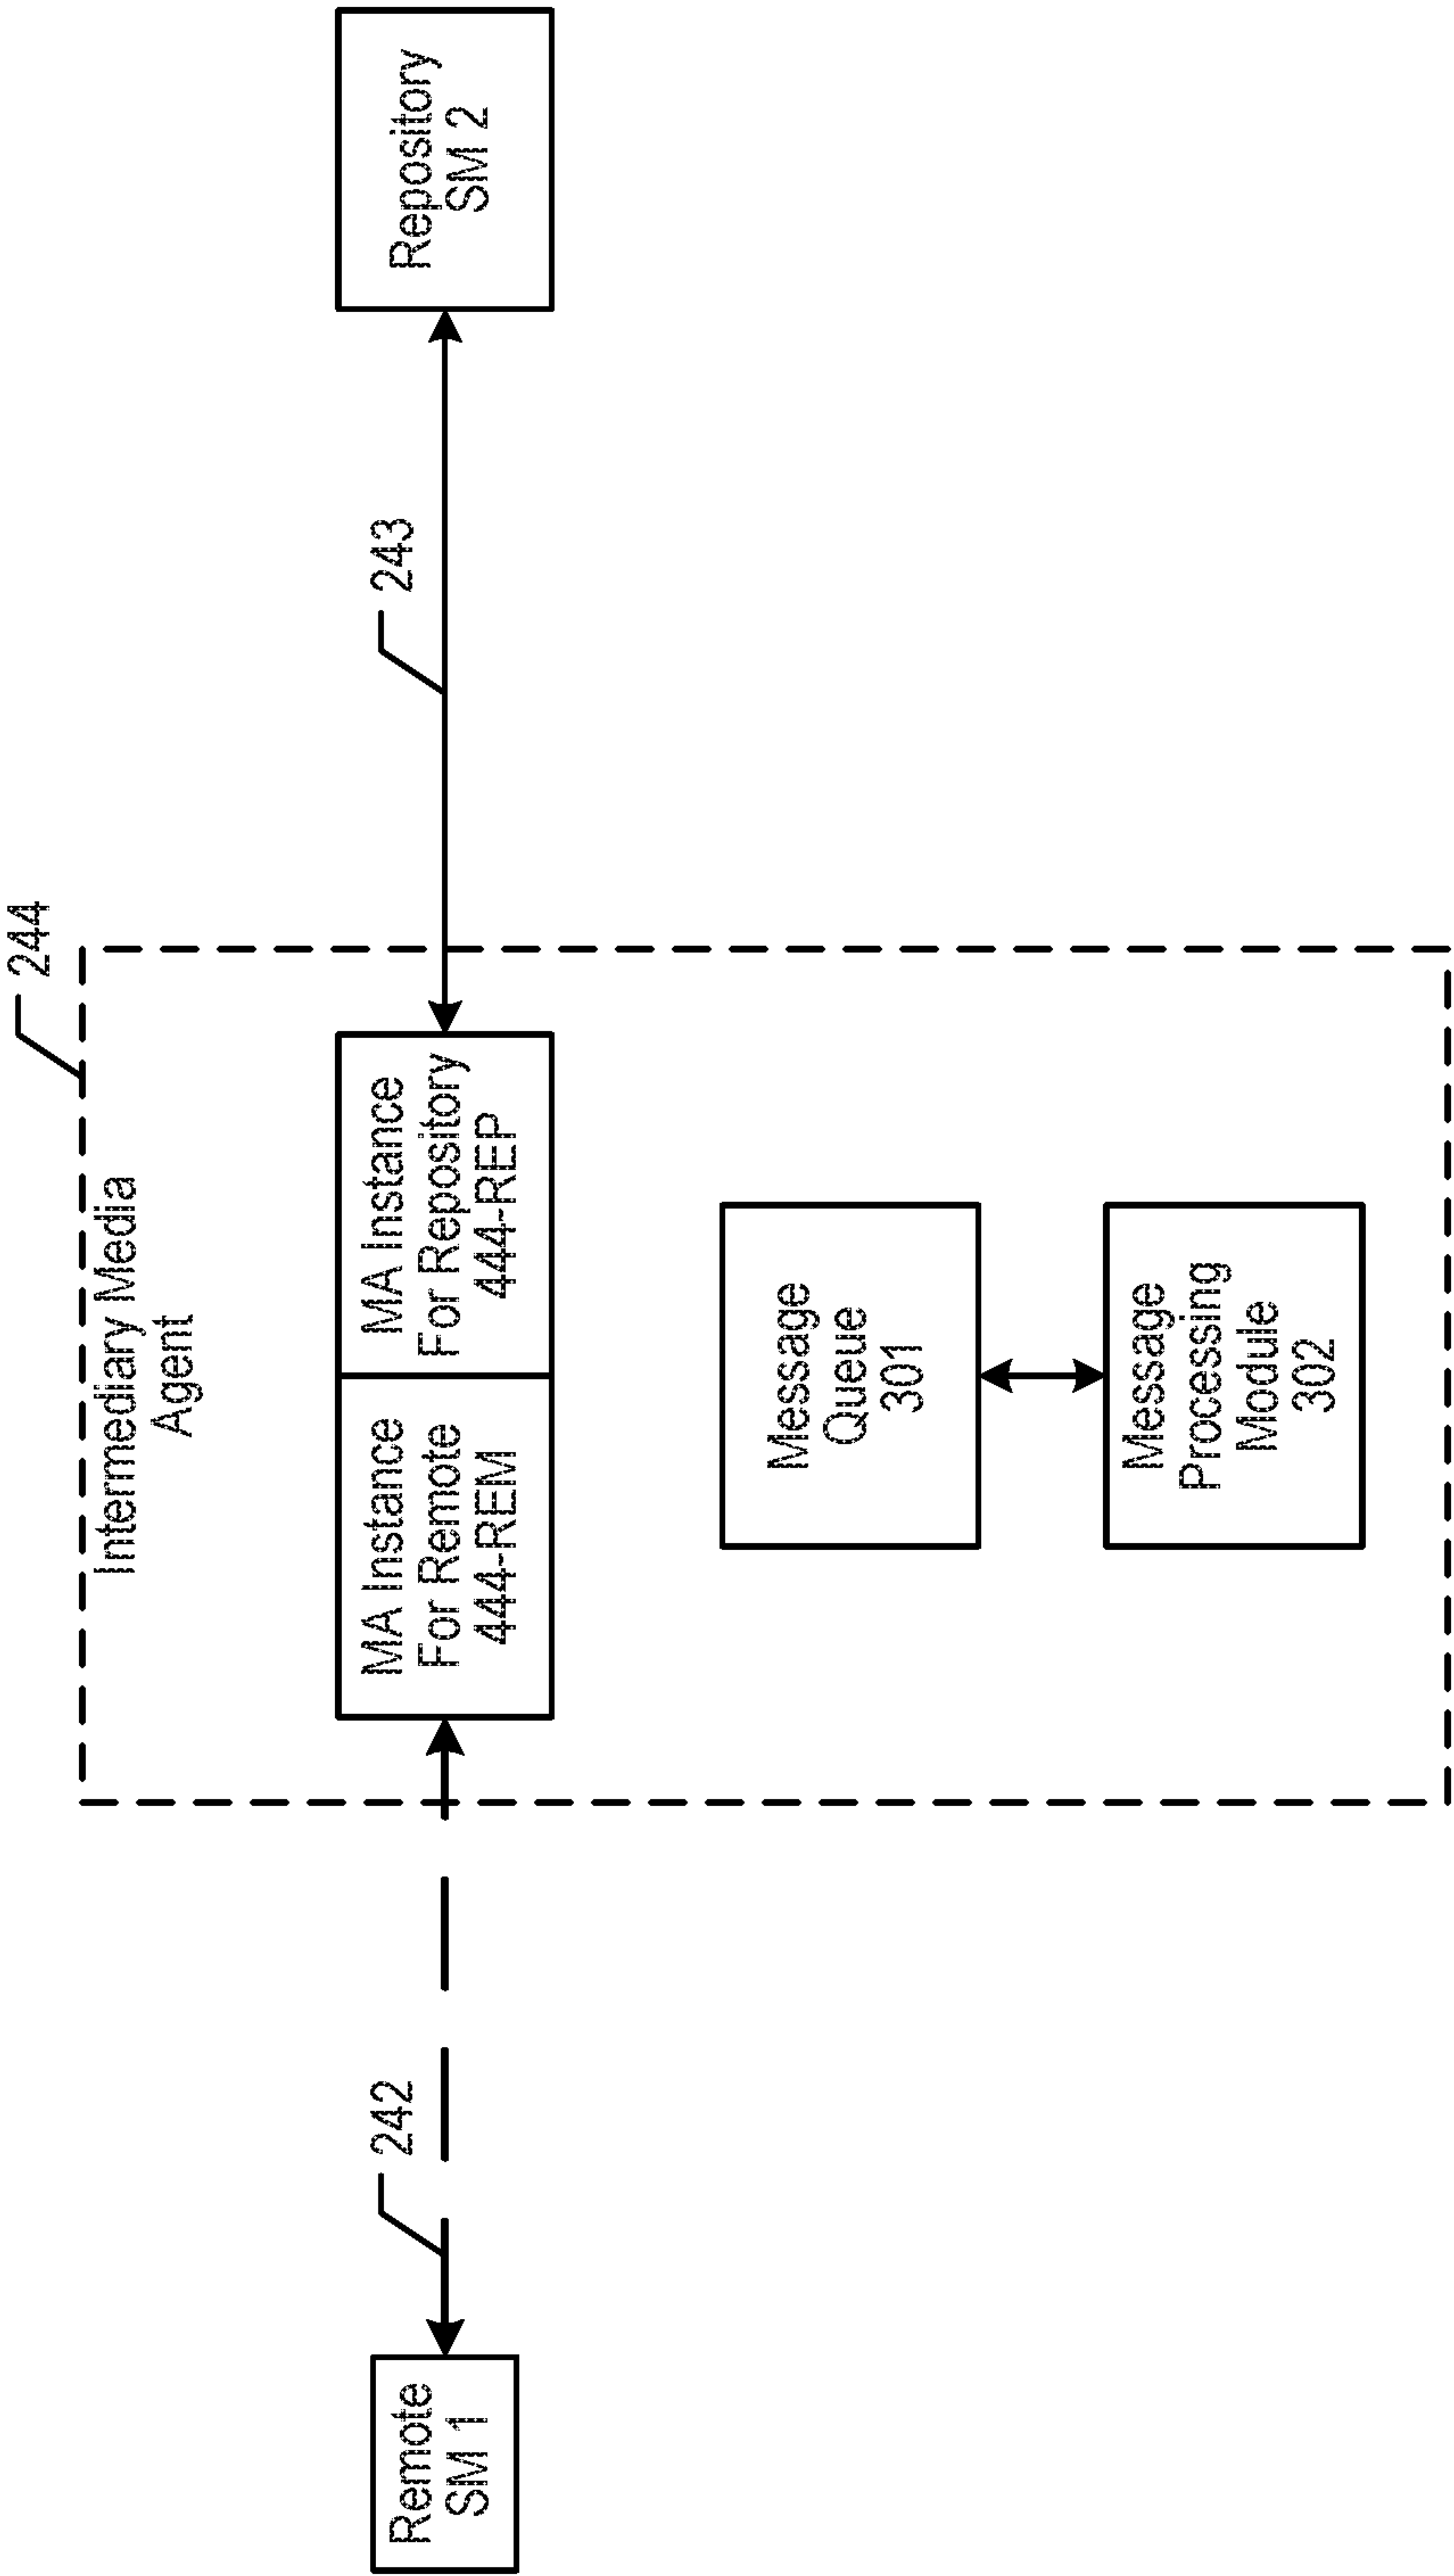 244
Intermediary Media
Agent
Remote
SM 1
242
MA Instance
For Remote
444-REM
MA Instance
For Repository
444-REP
243
Repository
SM 2
Message
Queue
301
Message
Processing
Module
302